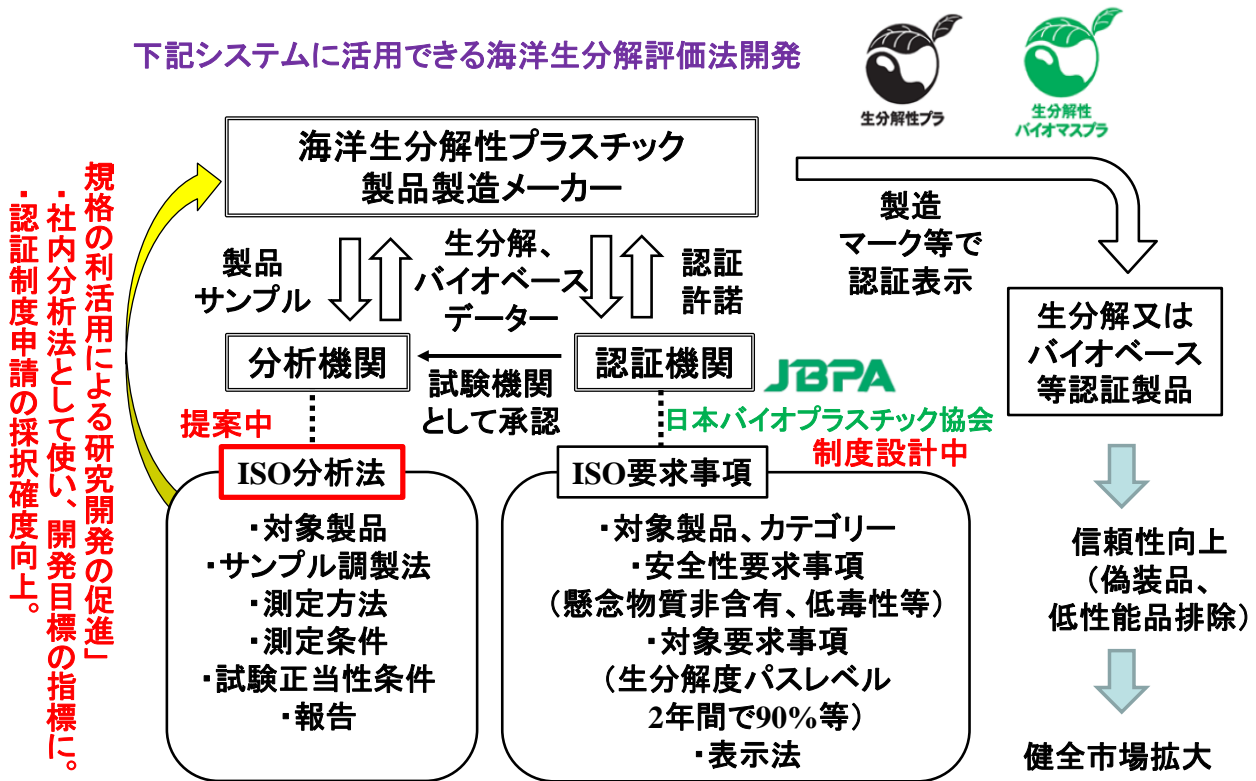 下記システムに活用できる海洋生分解評価法開発
生分解性プラ
生分解性
バイオマスプラ
海洋生分解性プラスチック
製品製造メーカー
規格の利活用による研究開発の促進」
・社内分析法として使い、開発目標の指標に。
・認証制度申請の採択確度向上。
製品
サンプル
生分解、
バイオベース
データー
認証
許諾
製造
マーク等で
認証表示
分析機関
試験機関
として承認
認証機関
JBPA
日本バイオプラスチック協会
生分解又は
バイオベース
等認証製品
提案中
制度設計中
ISO分析法
・対象製品
・サンプル調製法
・測定方法
・測定条件
・試験正当性条件
・報告
ISO要求事項
・対象製品、カテゴリー
・安全性要求事項
（懸念物質非含有、低毒性等）
・対象要求事項
（生分解度パスレベル
2年間で90%等）
・表示法
信頼性向上
（偽装品、
低性能品排除）
健全市場拡大